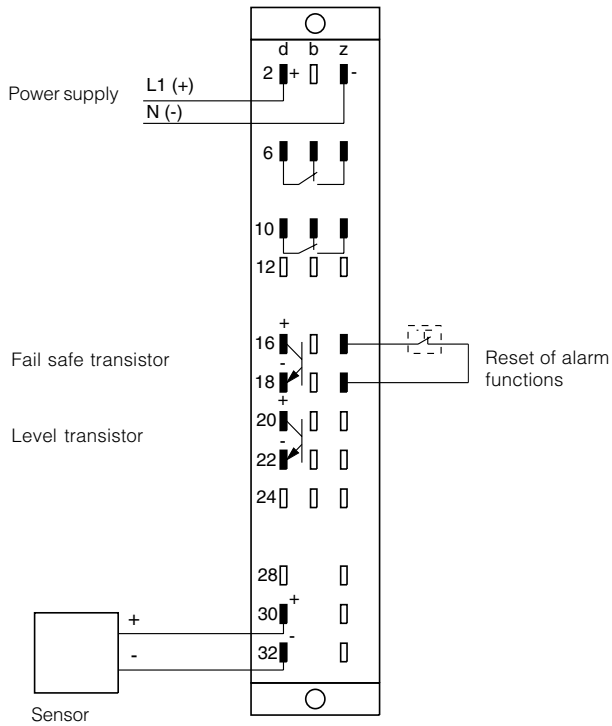 d b z
2 + -
Power supply L1 (+)
N (-)
6
10
12
+
16
Fail safe transistor - Reset of alarm
18 functions
+
20
Level transistor -
22
24
28
+
30
+
-
32
-
Sensor